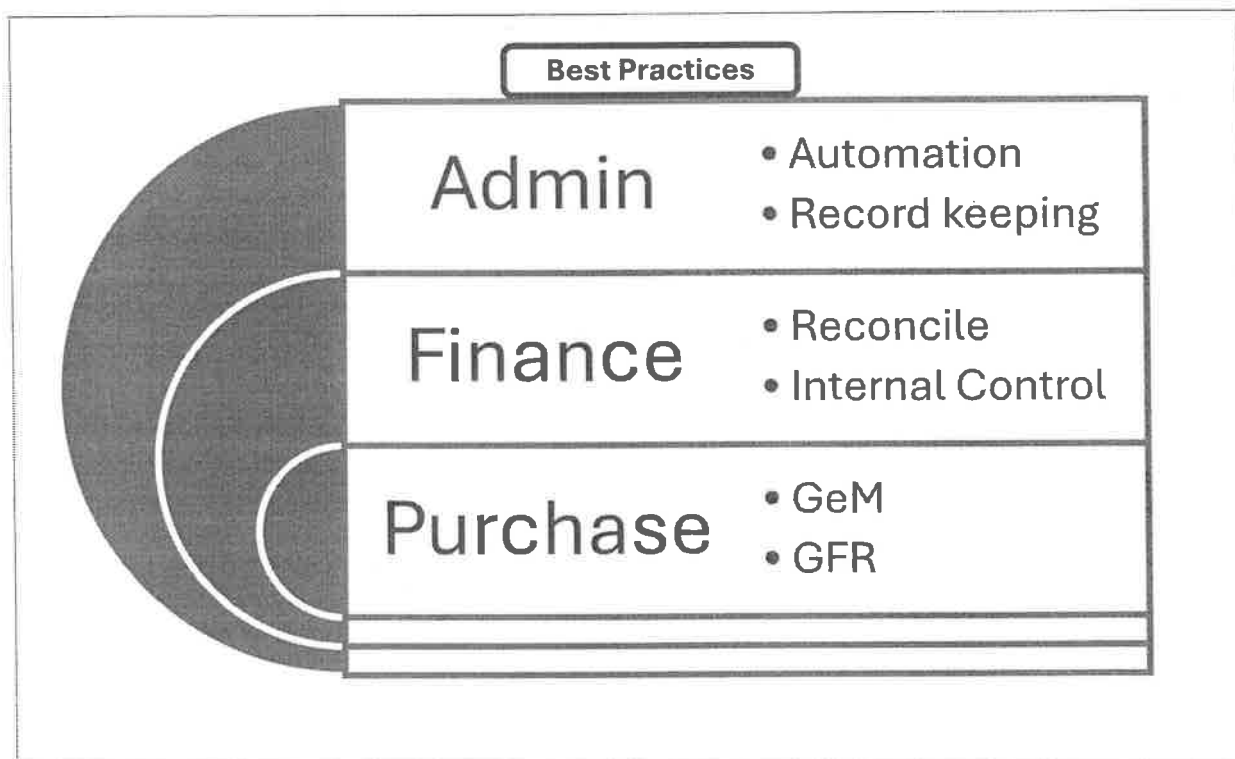 Best Practices
Admin
• Automation
• Record keeping
Finance
• Reconcile
• Internal Control
Purchase
• GeM
• GFR